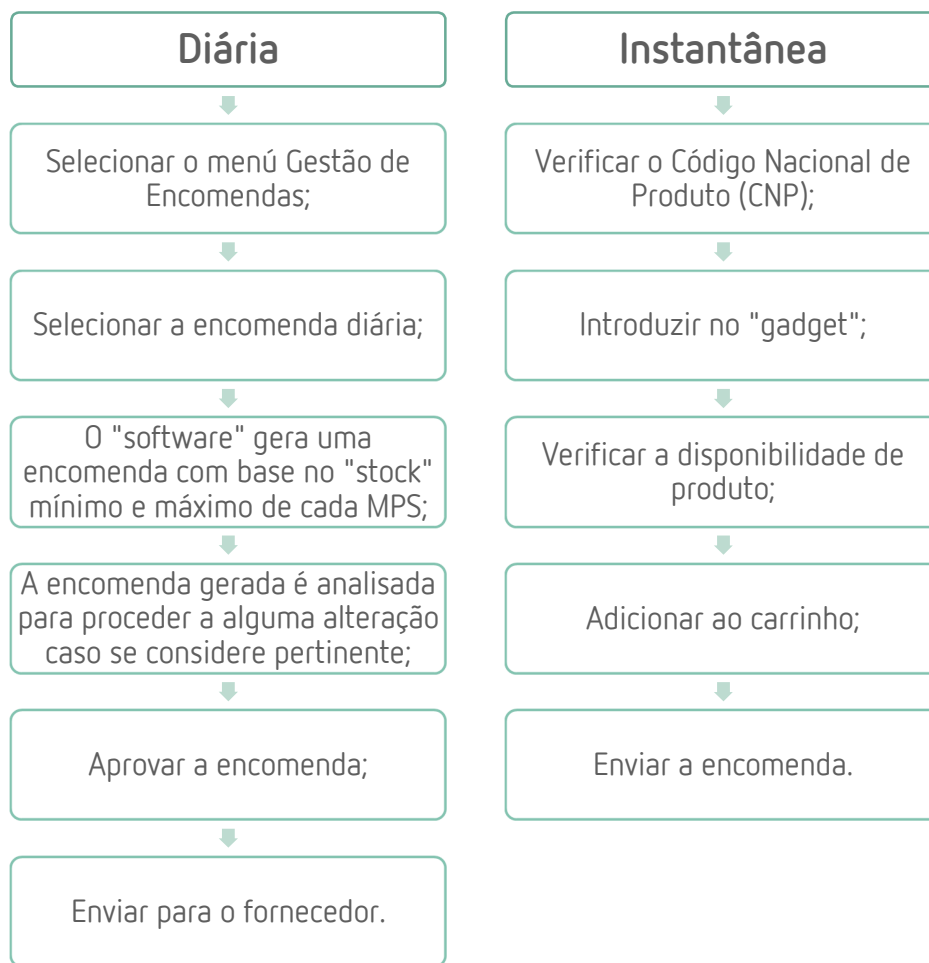 Diária
Selecionar o menú Gestão de
Encomendas;
Selecionar a encomenda diária;
O "software" gera uma
encomenda com base no "stock"
mínimo e máximo de cada MPS;
A encomenda gerada é analisada
para proceder a alguma alteração
caso se considere pertinente;
Aprovar a encomenda;
Enviar para o fornecedor.
Instantânea
Verificar o Código Nacional de
Produto (CNP);
Introduzir no "gadget";
Verificar a disponibilidade de
produto;
Adicionar ao carrinho;
Enviar a encomenda.